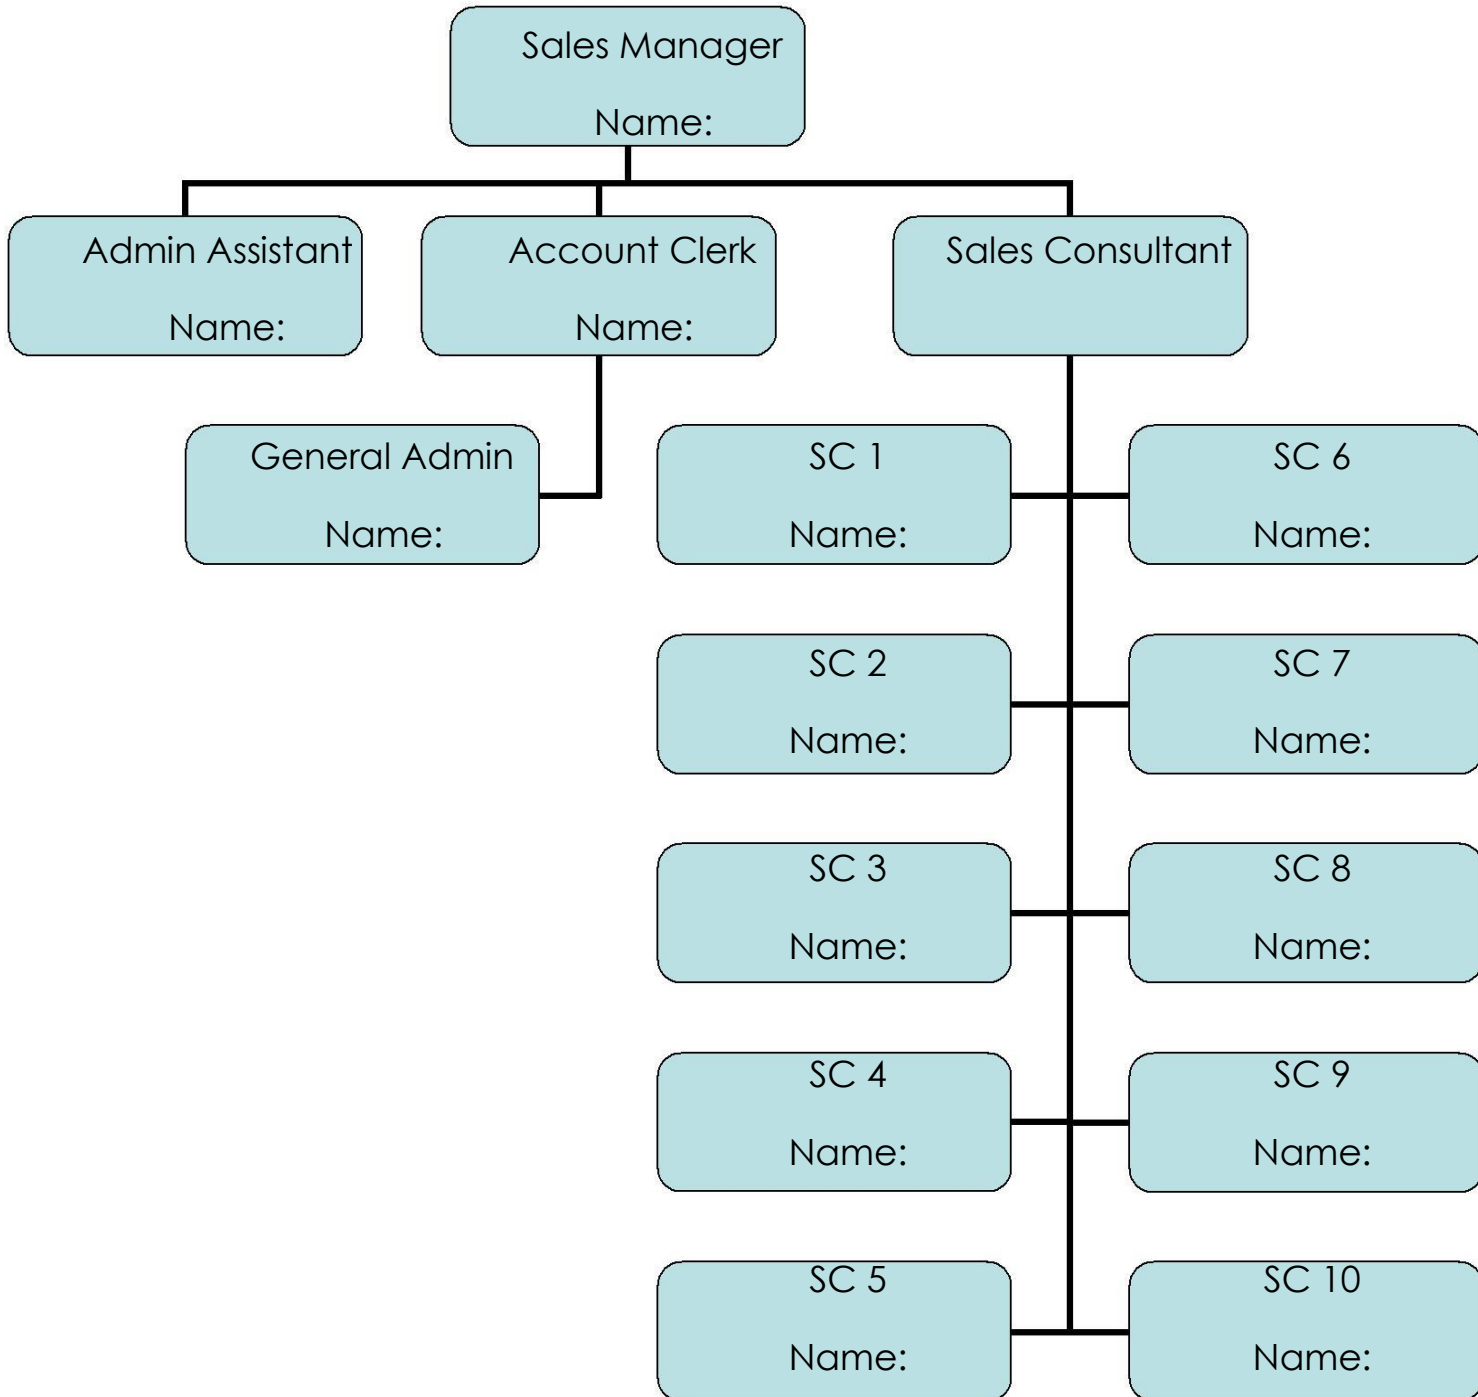 Sales Manager
Name:
Admin Assistant
Name:
Account Clerk
Name:
Sales Consultant
General Admin
Name:
SC 1
Name:
SC 6
Name:
SC 2
Name:
SC 7
Name:
SC 3
Name:
SC 8
Name:
SC 4
Name:
SC 9
Name:
SC 5
Name:
SC 10
Name: